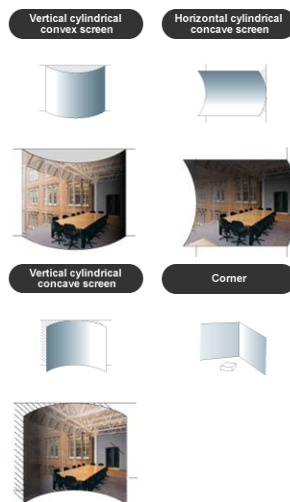 Vertical cylindrical
convex screen
Horizontal cylindrical
concave screen
Vertical cylindrical
concave screen
Corner